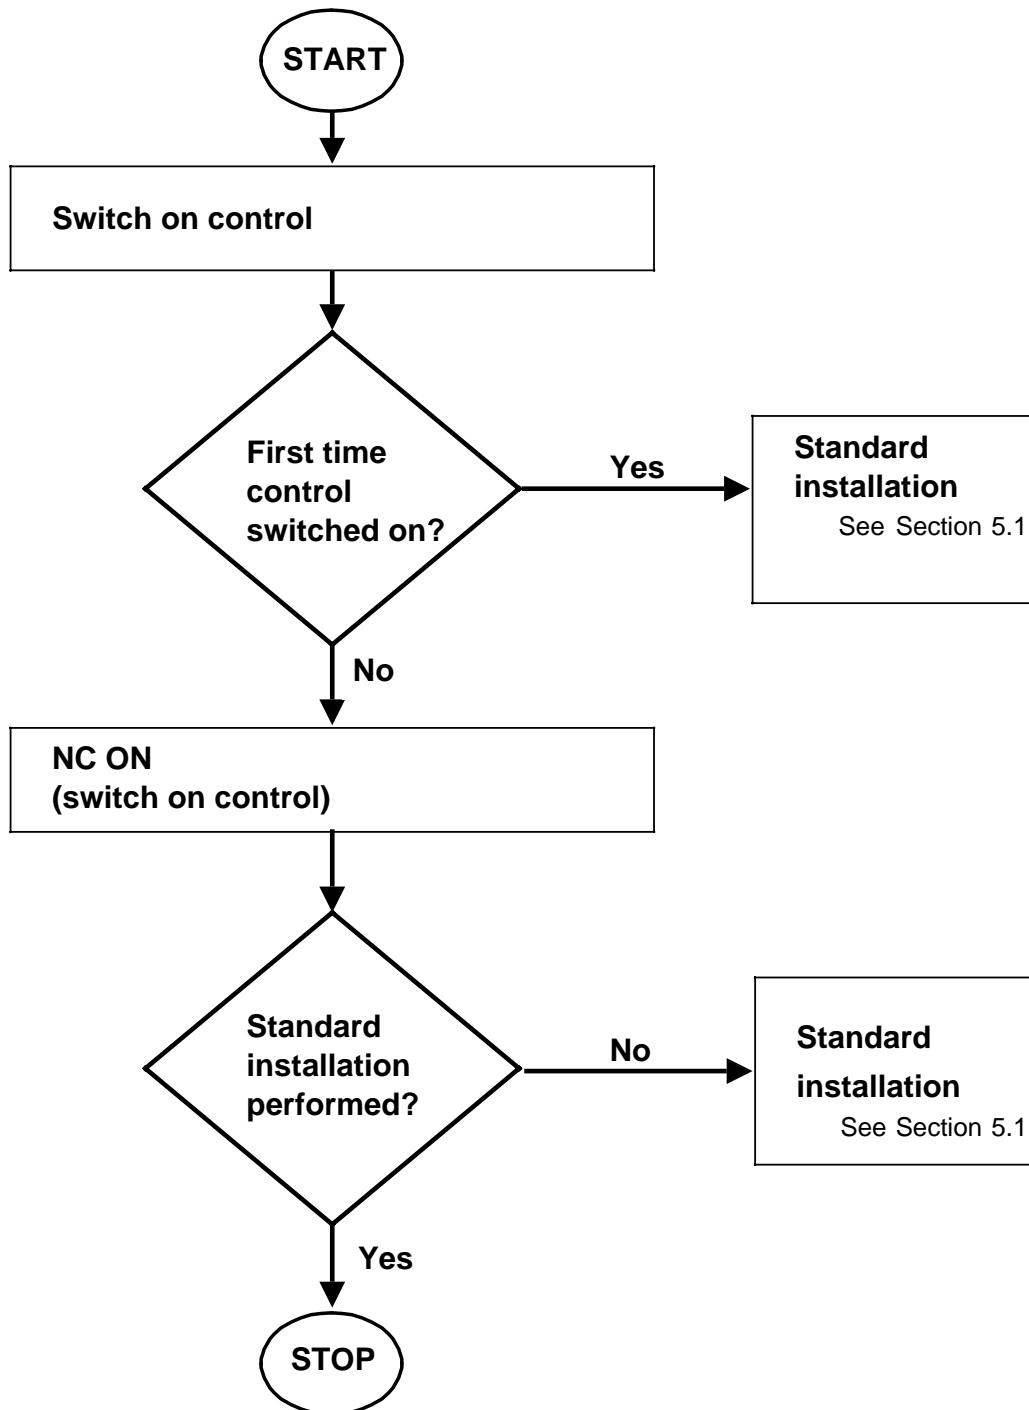 START
Switch on control
First time
control
switched on?
Yes
Standard
installation
See Section 5.1
No
NC ON
(switch on control)
Standard
installation
performed?
No
Standard
installation
See Section 5.1
Yes
STOP